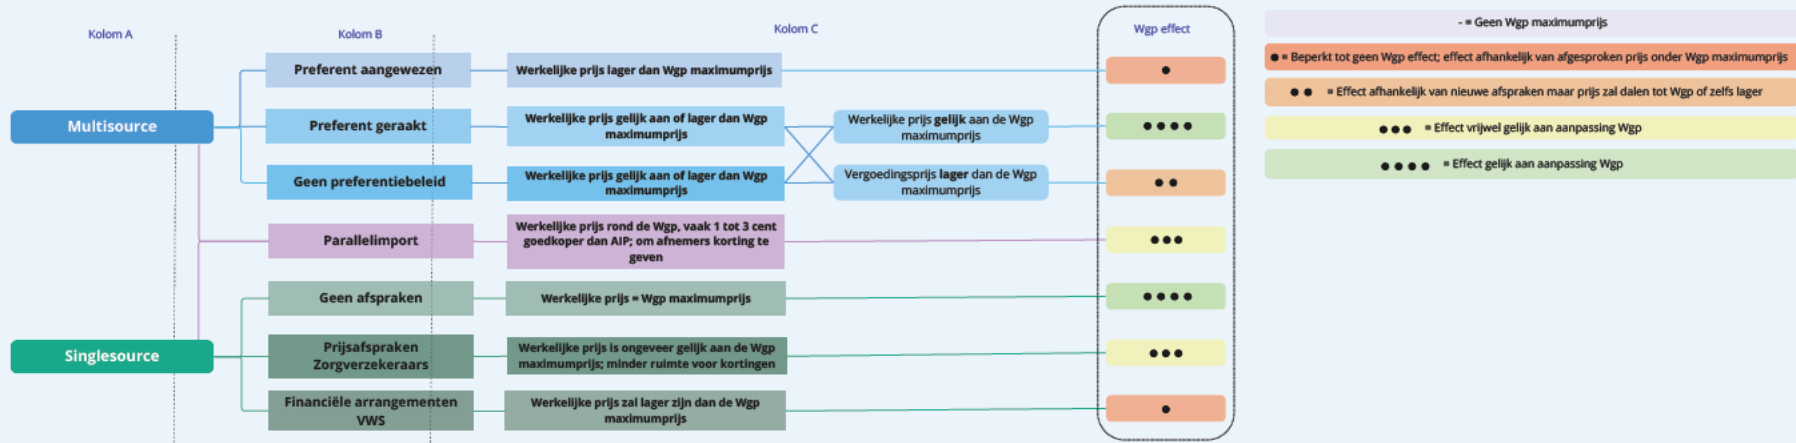 Kolom A
Kolom B
Kolom C
Wgp effect
Multisource
Preferent aangewezen
Werkelijke prijs lager dan Wgp maximumprijs
●
Preferent geraakt
Werkelijke prijs gelijk aan of lager dan Wgp
maximumprijs
Werkelijke prijs gelijk aan de Wgp
maximumprijs
● ● ● ●
Geen preferentiebeleid
Werkelijke prijs gelijk aan of lager dan Wgp
maximumprijs
Vergoedingsprijs lager dan de Wgp
maximumprijs
● ●
Parallelimport
Werkelijke prijs rond de Wgp, vaak 1 tot 3 cent
goedkoper dan AIP; om afnemers korting te
geven
● ● ●
Singlesource
Geen afspraken
Werkelijke prijs = Wgp maximumprijs
● ● ● ●
Prijsafspraken
Zorgverzekeraars
Werkelijke prijs is ongeveer gelijk aan de Wgp
maximumprijs; minder ruimte voor kortingen
● ● ●
Financiële arrangementen
VWS
Werkelijke prijs zal lager zijn dan de Wgp
maximumprijs
●
- = Geen Wgp maximumprijs
● = Beperkt tot geen Wgp effect; effect afhankelijk van afgesproken prijs onder Wgp maximumprijs
● ● = Effect afhankelijk van nieuwe afspraken maar prijs zal dalen tot Wgp of zelfs lager
● ● ● = Effect vrijwel gelijk aan aanpassing Wgp
● ● ● ● = Effect gelijk aan aanpassing Wgp